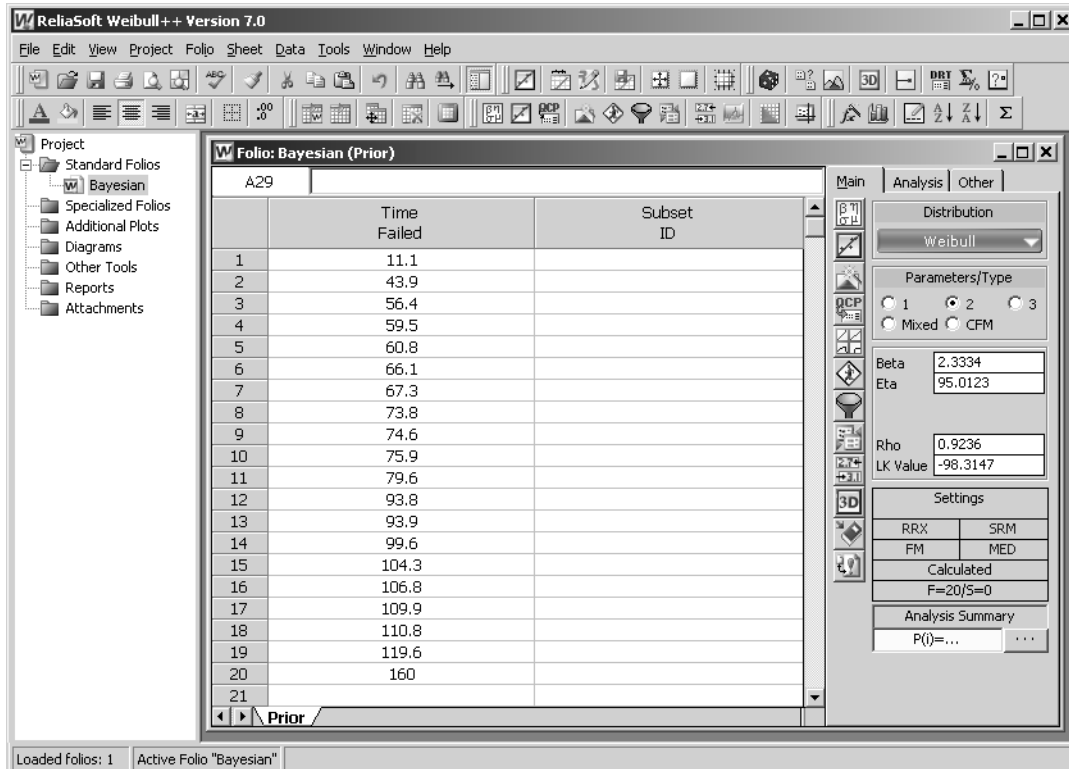 ReliaSoft Weibull++ Version 7.0
File Edit View Project Folio Sheet Data Tools Window Help
Project
Standard Folios
Bayesian
Specialized Folios
Additional Plots
Diagrams
Other Tools
Reports
Attachments
Folio: Bayesian (Prior)
A29
Time Failed Subset ID
1 11.1
2 43.9
3 56.4
4 59.5
5 60.8
6 66.1
7 67.3
8 73.8
9 74.6
10 75.9
11 79.6
12 93.8
13 93.9
14 99.6
15 104.3
16 106.8
17 109.9
18 110.8
19 119.6
20 160
21
Prior
Main Analysis Other
Distribution
Weibull
Parameters/Type
1 2 3
Mixed CFM
Beta 2.3334
Eta 95.0123
Rho 0.9236
LK Value -98.3147
Settings
RRX SRM
FM MED
Calculated
F=20/S=0
Analysis Summary
P(i)=... ...
QCP
3D
Loaded folios: 1 Active Folio "Bayesian"